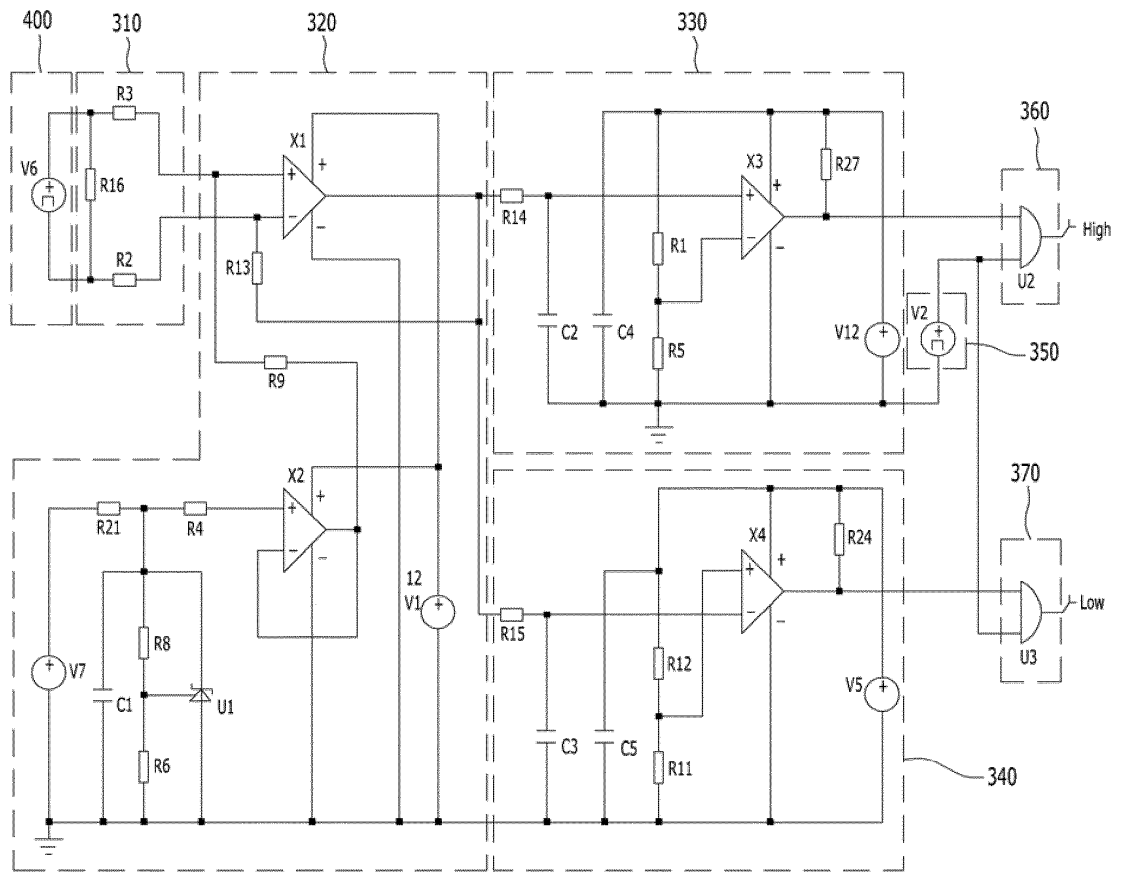 400
310
320
330
360
R3
X1
+
+
−
−
V6
+
R16
R2
R13
R14
X3
+
+
−
−
R27
R1
High
U2
V2
+
350
C2
C4
R5
V12
+
R9
X2
+
+
−
−
R21
R4
12
V1
+
370
X4
+
+
−
−
R24
Low
U3
R15
R8
V7
+
C1
U1
R6
R12
V5
+
C3
C5
R11
340